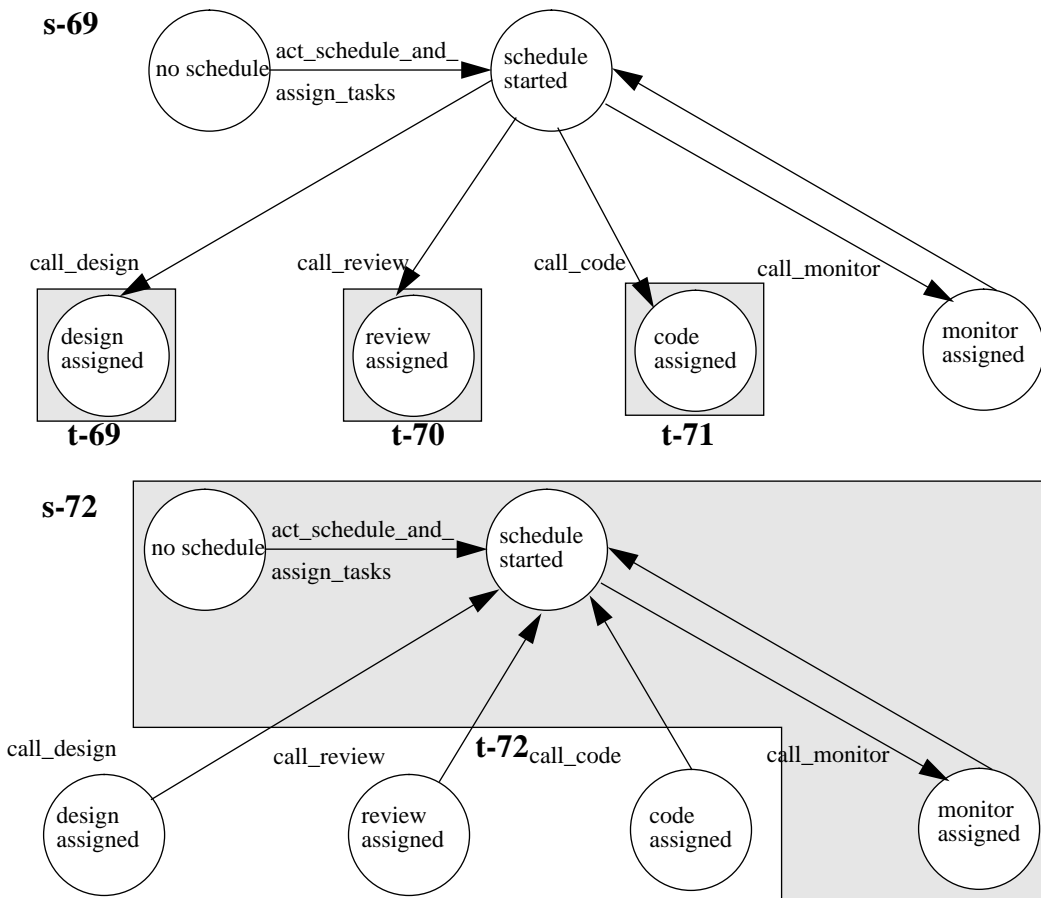 s-69
no schedule
act_schedule_and_
assign_tasks
schedule
started
call_design
call_review
call_code
call_monitor
design
assigned
review
assigned
code
assigned
monitor
assigned
t-69
t-70
t-71
s-72
no schedule
act_schedule_and_
assign_tasks
schedule
started
call_design
call_review
t-72
call_code
call_monitor
design
assigned
review
assigned
code
assigned
monitor
assigned